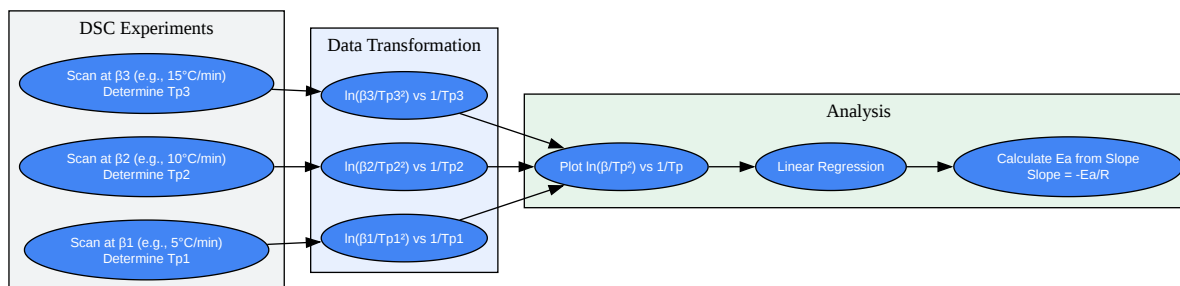 DSC Experiments
Scan at β3 (e.g., 15°C/min)
Determine Tp3
Scan at β2 (e.g., 10°C/min)
Determine Tp2
Scan at β1 (e.g., 5°C/min)
Determine Tp1
Data Transformation
ln(β3/Tp3²) vs 1/Tp3
ln(β2/Tp2²) vs 1/Tp2
ln(β1/Tp1²) vs 1/Tp1
Analysis
Plot ln(β/Tp²) vs 1/Tp
Linear Regression
Calculate Ea from Slope
Slope = -Ea/R